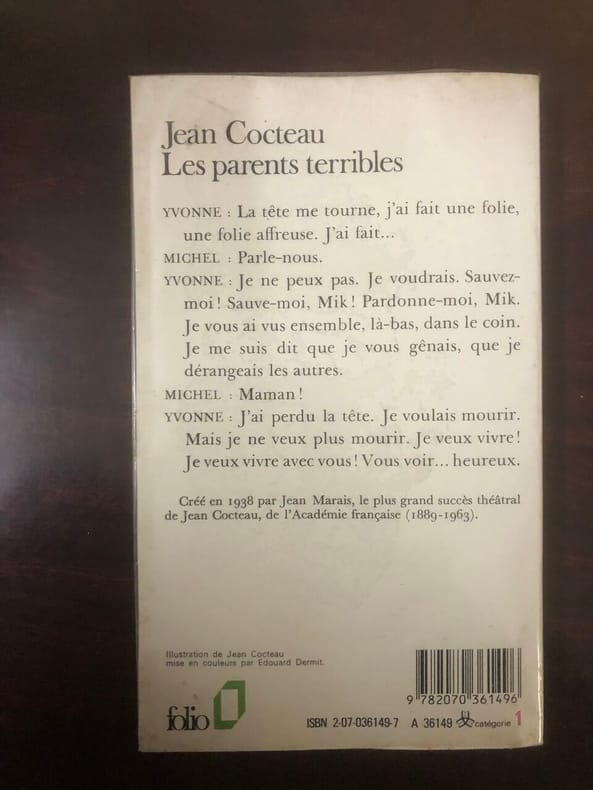 Jean Cocteau
Les parents terribles
YVONNE : La tête me tourne, j'ai fait une folie,
une folie affreuse. J'ai fait...
MICHEL : Parle-nous.
YVONNE : Je ne peux pas. Je voudrais. Sauvez-
moi ! Sauve-moi, Mik ! Pardonne-moi, Mik.
Je vous ai vus ensemble, là-bas, dans le coin.
Je me suis dit que je vous gênais, que je
dérangeais les autres.
MICHEL : Maman !
YVONNE : J'ai perdu la tête. Je voulais mourir.
Mais je ne veux plus mourir. Je veux vivre !
Je veux vivre avec vous ! Vous voir... heureux.
Créé en 1938 par Jean Marais, le plus grand succès théâtral
de Jean Cocteau, de l'Académie française (1889-1963).
Illustration de Jean Cocteau
mise en couleurs par Edouard Dermit.
9 782070 361496
folio
ISBN 2-07-036149-7 A 36149 catégorie 1